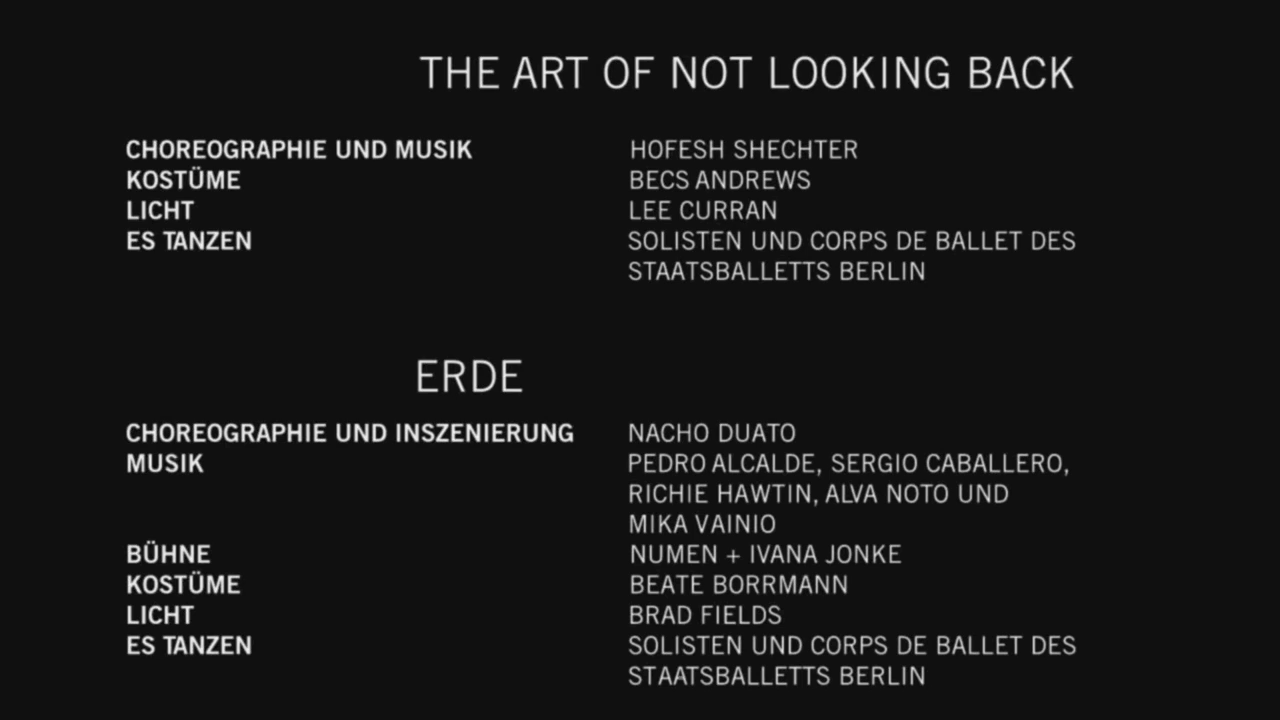 THE ART OF NOT LOOKING BACK
CHOREOGRAPHIE UND MUSIK HOFESH SHECHTER
KOSTÜME BECS ANDREWS
LICHT LEE CURRAN
ES TANZEN SOLISTEN UND CORPS DE BALLET DES
STAATSBALLETTS BERLIN
ERDE
CHOREOGRAPHIE UND INSZENIERUNG NACHO DUATO
MUSIK PEDRO ALCALDE, SERGIO CABALLERO,
RICHIE HAWTIN, ALVA NOTO UND
MIKA VAINIO
BÜHNE NUMEN + IVANA JONKE
KOSTÜME BEATE BORRMANN
LICHT BRAD FIELDS
ES TANZEN SOLISTEN UND CORPS DE BALLET DES
STAATSBALLETTS BERLIN